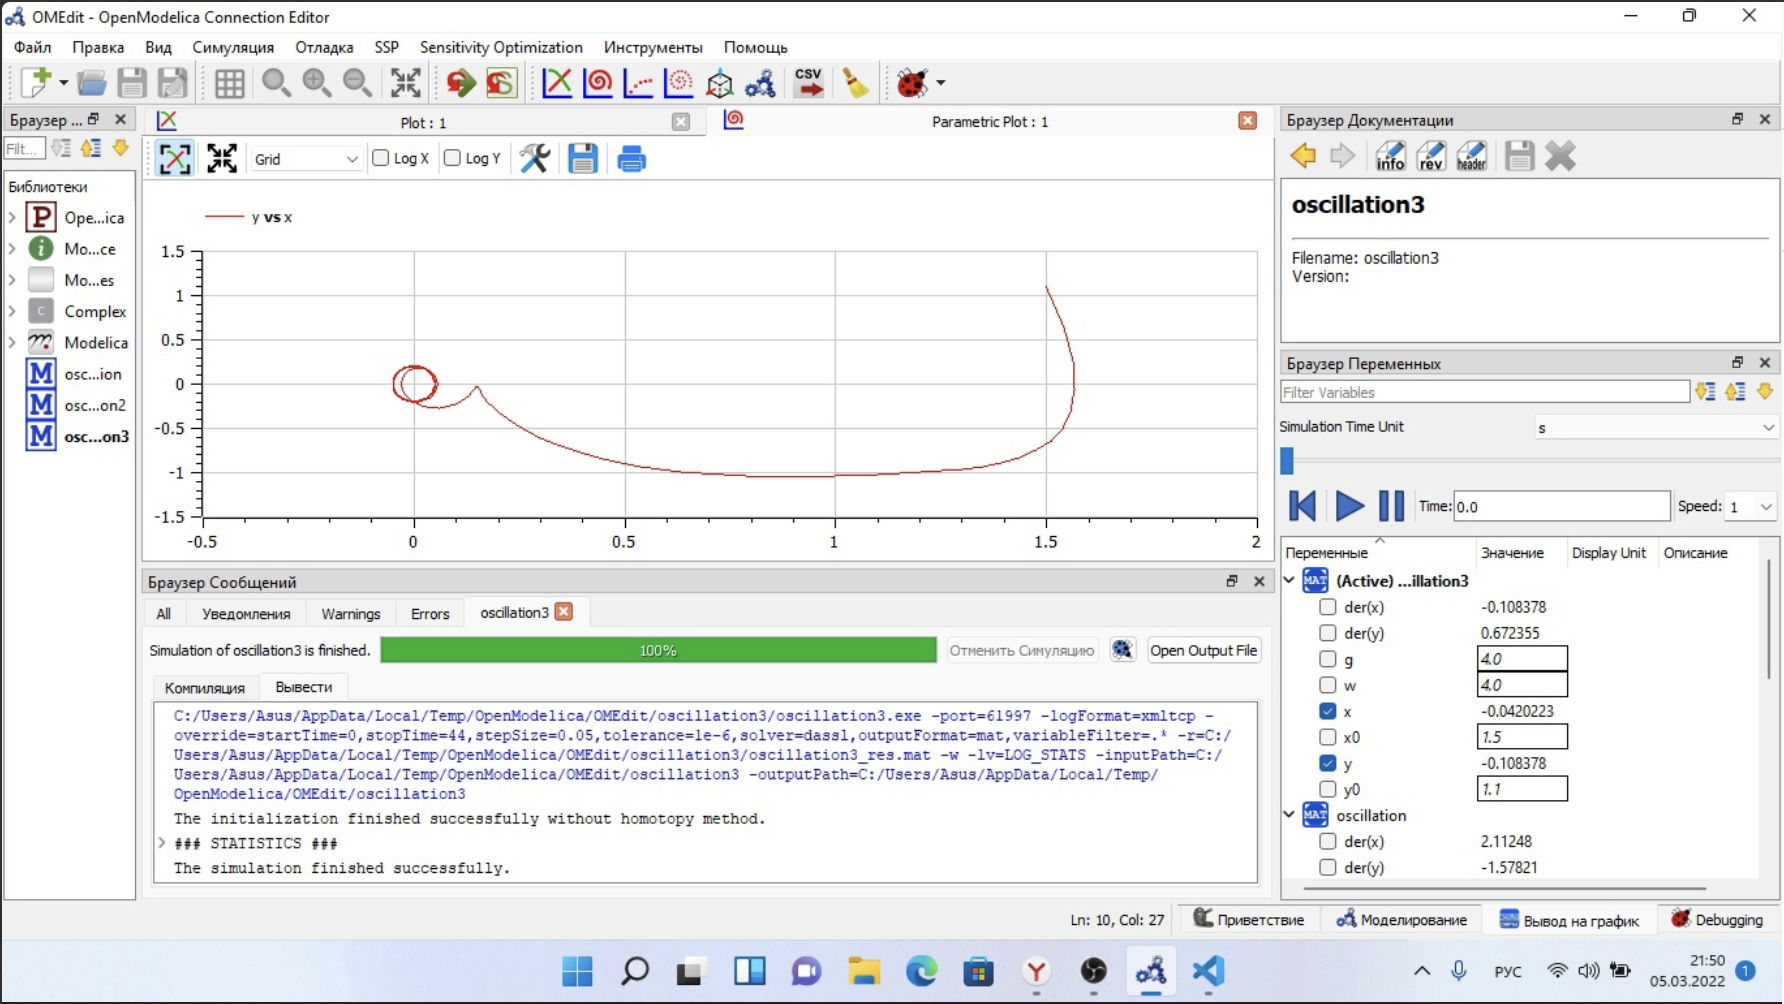 OMEdit - OpenModelica Connection Editor
Файл Правка Вид Симуляция Отладка SSP Sensitivity Optimization Инструменты Помощь
CSV
Браузер ...
Filt...
Библиотеки
P Ope...ica
i Mo...ce
Mo...es
C Complex
Modelica
M osc...ion
M osc...on2
M osc...on3
Plot : 1
Parametric Plot : 1
Grid
Log X
Log Y
y vs x
1.5
1
0.5
0
-0.5
-1
-1.5
-0.5 0 0.5 1 1.5 2
Браузер Сообщений
All Уведомления Warnings Errors oscillation3
Simulation of oscillation3 is finished. 100% Отменить Симуляцию Open Output File
Компиляция Вывести
C:/Users/Asus/AppData/Local/Temp/OpenModelica/OMEdit/oscillation3/oscillation3.exe -port=61997 -logFormat=xmltcp -
override=startTime=0,stopTime=44,stepSize=0.05,tolerance=1e-6,solver=dassl,outputFormat=mat,variableFilter=.* -r=C:/
Users/Asus/AppData/Local/Temp/OpenModelica/OMEdit/oscillation3/oscillation3_res.mat -w -lv=LOG_STATS -inputPath=C:/
Users/Asus/AppData/Local/Temp/OpenModelica/OMEdit/oscillation3 -outputPath=C:/Users/Asus/AppData/Local/Temp/
OpenModelica/OMEdit/oscillation3
The initialization finished successfully without homotopy method.
### STATISTICS ###
The simulation finished successfully.
Браузер Документации
info rev header
oscillation3
Filename: oscillation3
Version:
Браузер Переменных
Filter Variables
Simulation Time Unit s
Time: 0.0 Speed: 1
Переменные Значение Display Unit Описание
MAT (Active) ...illation3
der(x) -0.108378
der(y) 0.672355
g 4.0
w 4.0
x -0.0420223
x0 1.5
y -0.108378
y0 1.1
MAT oscillation
der(x) 2.11248
der(y) -1.57821
Ln: 10, Col: 27 Приветствие Моделирование Вывод на график Debugging
РУС
21:50
05.03.2022
1